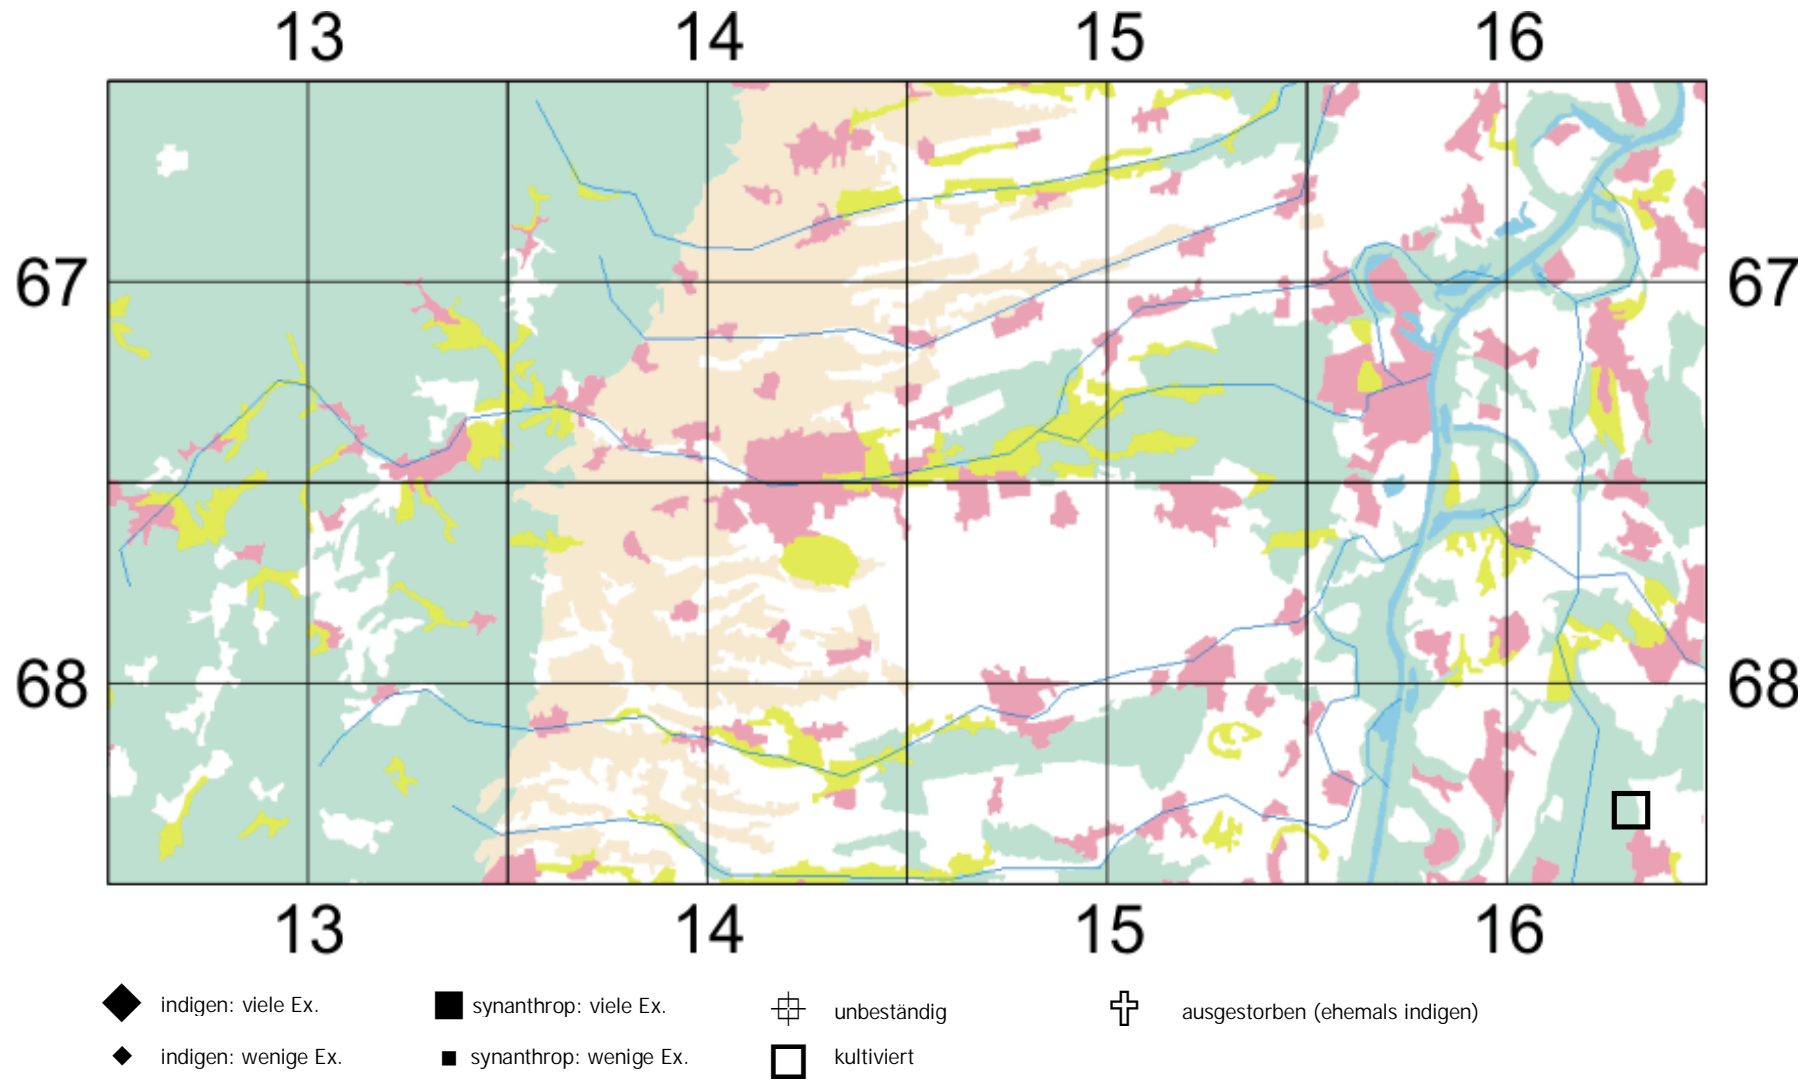 13 14 15 16
67 67
68 68
13 14 15 16
indigen: viele Ex. synanthrop: viele Ex. unbeständig ausgestorben (ehemals indigen)
indigen: wenige Ex. synanthrop: wenige Ex. kultiviert